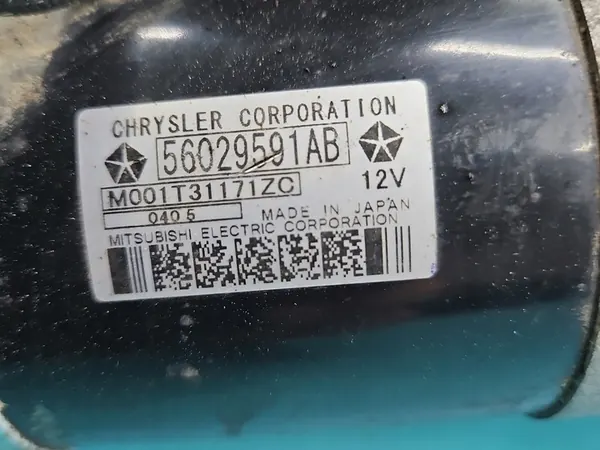 CHRYSLER CORPORATION
56029591AB
M001T31171ZC 12V
0405 MADE IN JAPAN
MITSUBISHI ELECTRIC CORPORATION